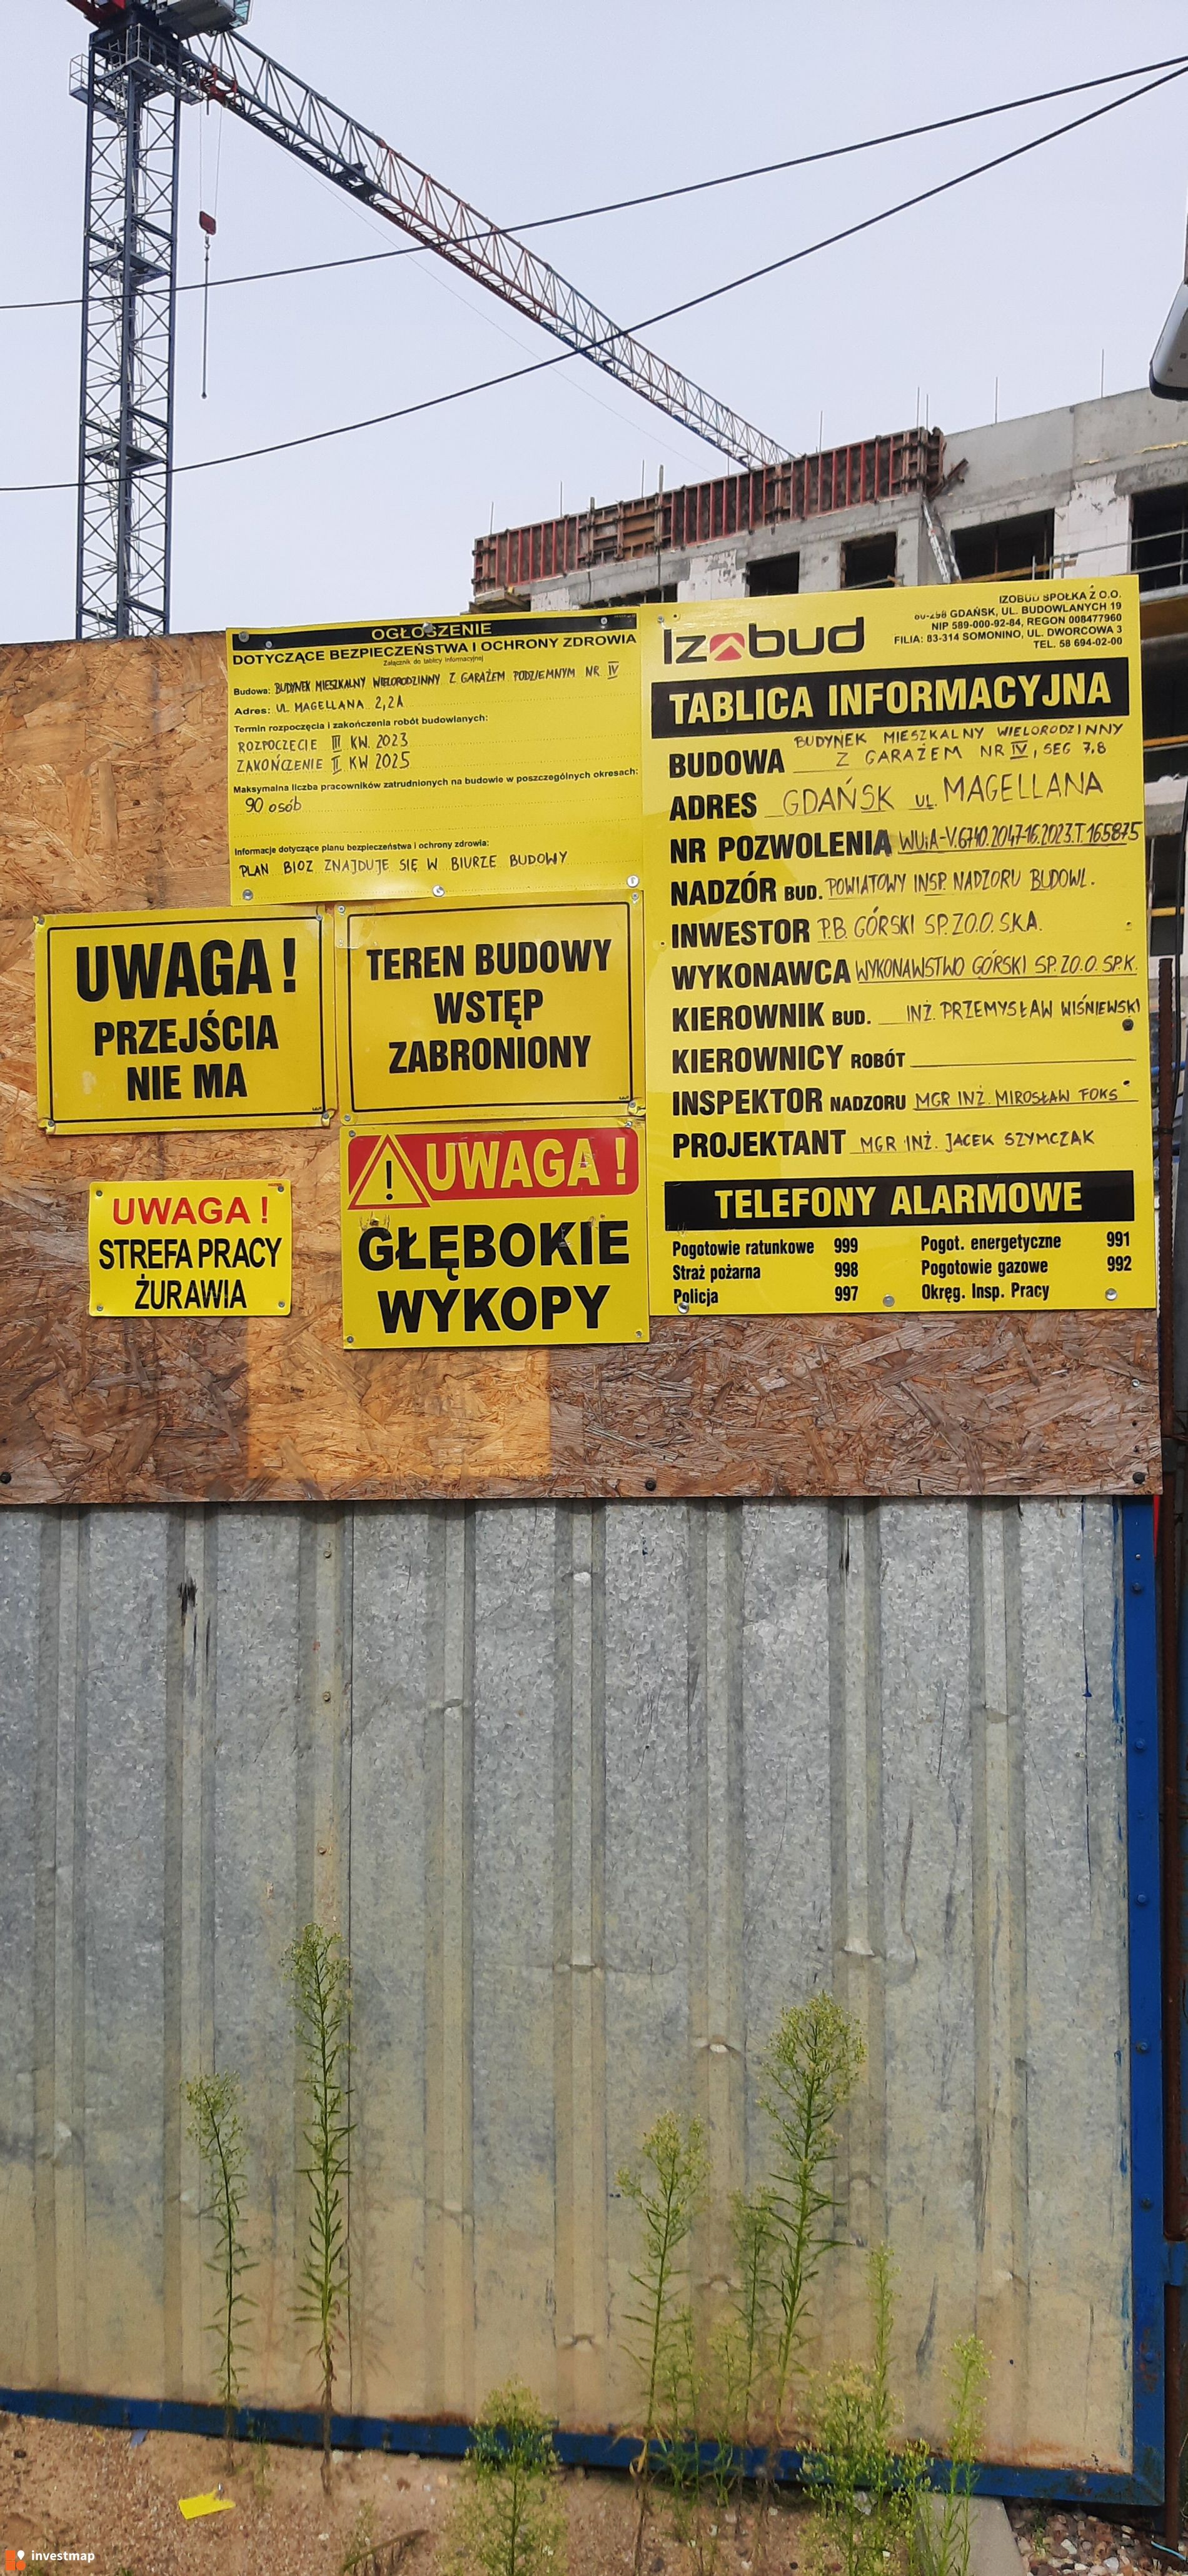 OGŁOSZENIE
DOTYCZĄCE BEZPIECZEŃSTWA I OCHRONY ZDROWIA
Załącznik do tablicy informacyjnej
Budowa: BUDYNEK MIESZKALNY WIELORODZINNY Z GARAŻEM PODZIEMNYM NR IV
Adres: UL. MAGELLANA 2,2A
Termin rozpoczęcia i zakończenia robót budowlanych:
ROZPOCZĘCIE III KW. 2023
ZAKOŃCZENIE II KW 2025
Maksymalna liczba pracowników zatrudnionych na budowie w poszczególnych okresach:
90 osób
Informacje dotyczące planu bezpieczeństwa i ochrony zdrowia:
PLAN BIOZ ZNAJDUJE SIĘ W BIURZE BUDOWY
UWAGA!
PRZEJŚCIA
NIE MA
TEREN BUDOWY
WSTĘP
ZABRONIONY
UWAGA!
STREFA PRACY
ŻURAWIA
UWAGA!
GŁĘBOKIE
WYKOPY
Izobud
IZOBUD SPÓŁKA Z O.O.
80-298 GDAŃSK, UL. BUDOWLANYCH 19
NIP 589-000-92-84, REGON 008477960
FILIA: 83-314 SOMONINO, UL. DWORCOWA 3
TEL. 58 694-02-00
TABLICA INFORMACYJNA
BUDOWA BUDYNEK MIESZKALNY WIELORODZINNY
Z GARAŻEM NR IV, SEG 7,8
ADRES GDAŃSK UL. MAGELLANA
NR POZWOLENIA WUiA-V.6740.2047-16.2023.T.165875
NADZÓR BUD. POWIATOWY INSP. NADZORU BUDOWL.
INWESTOR P.B. GÓRSKI SP. ZO.O. S.K.A.
WYKONAWCA WYKONAWSTWO GÓRSKI SP. ZO.O. SP.K.
KIEROWNIK BUD. INŻ. PRZEMYSŁAW WIŚNIEWSKI
KIEROWNICY ROBÓT
INSPEKTOR NADZORU MGR INŻ. MIROSŁAW FOKS
PROJEKTANT MGR INŻ. JACEK SZYMCZAK
TELEFONY ALARMOWE
Pogotowie ratunkowe 999 Pogot. energetyczne 991
Straż pożarna 998 Pogotowie gazowe 992
Policja 997 Okręg. Insp. Pracy
investmap